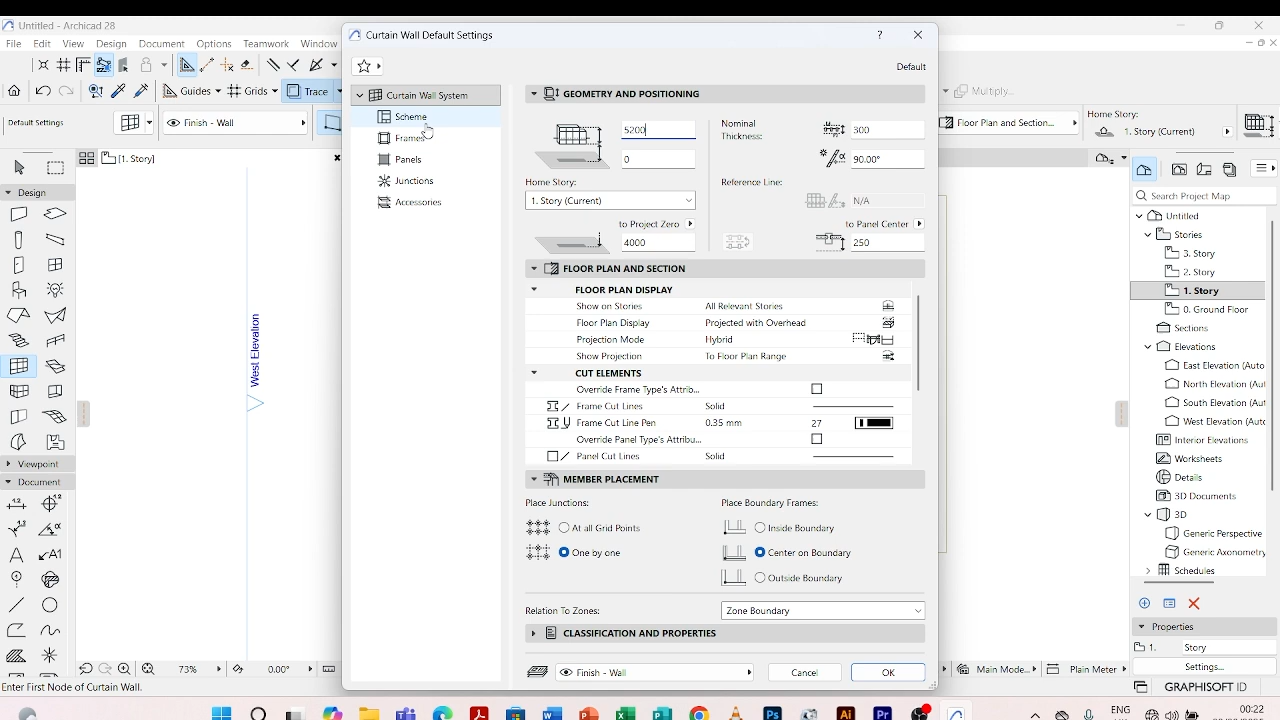 Untitled - Archicad 28
Curtain Wall Default Settings
File Edit View Design Document Options Teamwork Window
Default
Guides Grids Trace
Multiply...
Curtain Wall System
GEOMETRY AND POSITIONING
Home Story:
Default Settings
Finish - Wall
Scheme
5200
Nominal Thickness:
300
Floor Plan and Section...
1. Story (Current)
Frames
[1. Story]
Panels
0
90.00°
Design
Junctions
Home Story:
Reference Line:
Search Project Map
Accessories
1. Story (Current)
N/A
Untitled
to Project Zero
to Panel Center
Stories
4000
250
3. Story
FLOOR PLAN AND SECTION
2. Story
FLOOR PLAN DISPLAY
1. Story
Show on Stories All Relevant Stories
0. Ground Floor
Floor Plan Display Projected with Overhead
Sections
Projection Mode Hybrid
Elevations
Show Projection To Floor Plan Range
East Elevation (Auto
West Elevation
CUT ELEMENTS
North Elevation (Aut
Override Frame Type's Attrib...
South Elevation (Aut
Frame Cut Lines Solid
West Elevation (Auto
Frame Cut Line Pen 0.35 mm 27
Interior Elevations
Override Panel Type's Attribu...
Worksheets
Panel Cut Lines Solid
Details
Viewpoint
MEMBER PLACEMENT
Document
3D Documents
Place Junctions: Place Boundary Frames:
3D
At all Grid Points Inside Boundary
Generic Perspective
One by one Center on Boundary
Generic Axonometry
Outside Boundary
Schedules
Relation To Zones: Zone Boundary
CLASSIFICATION AND PROPERTIES
Properties
1. Story
73% 0.00°
Finish - Wall Cancel OK
Main Mode... Plain Meter
Settings...
Enter First Node of Curtain Wall.
GRAPHISOFT ID
ENG
00:22